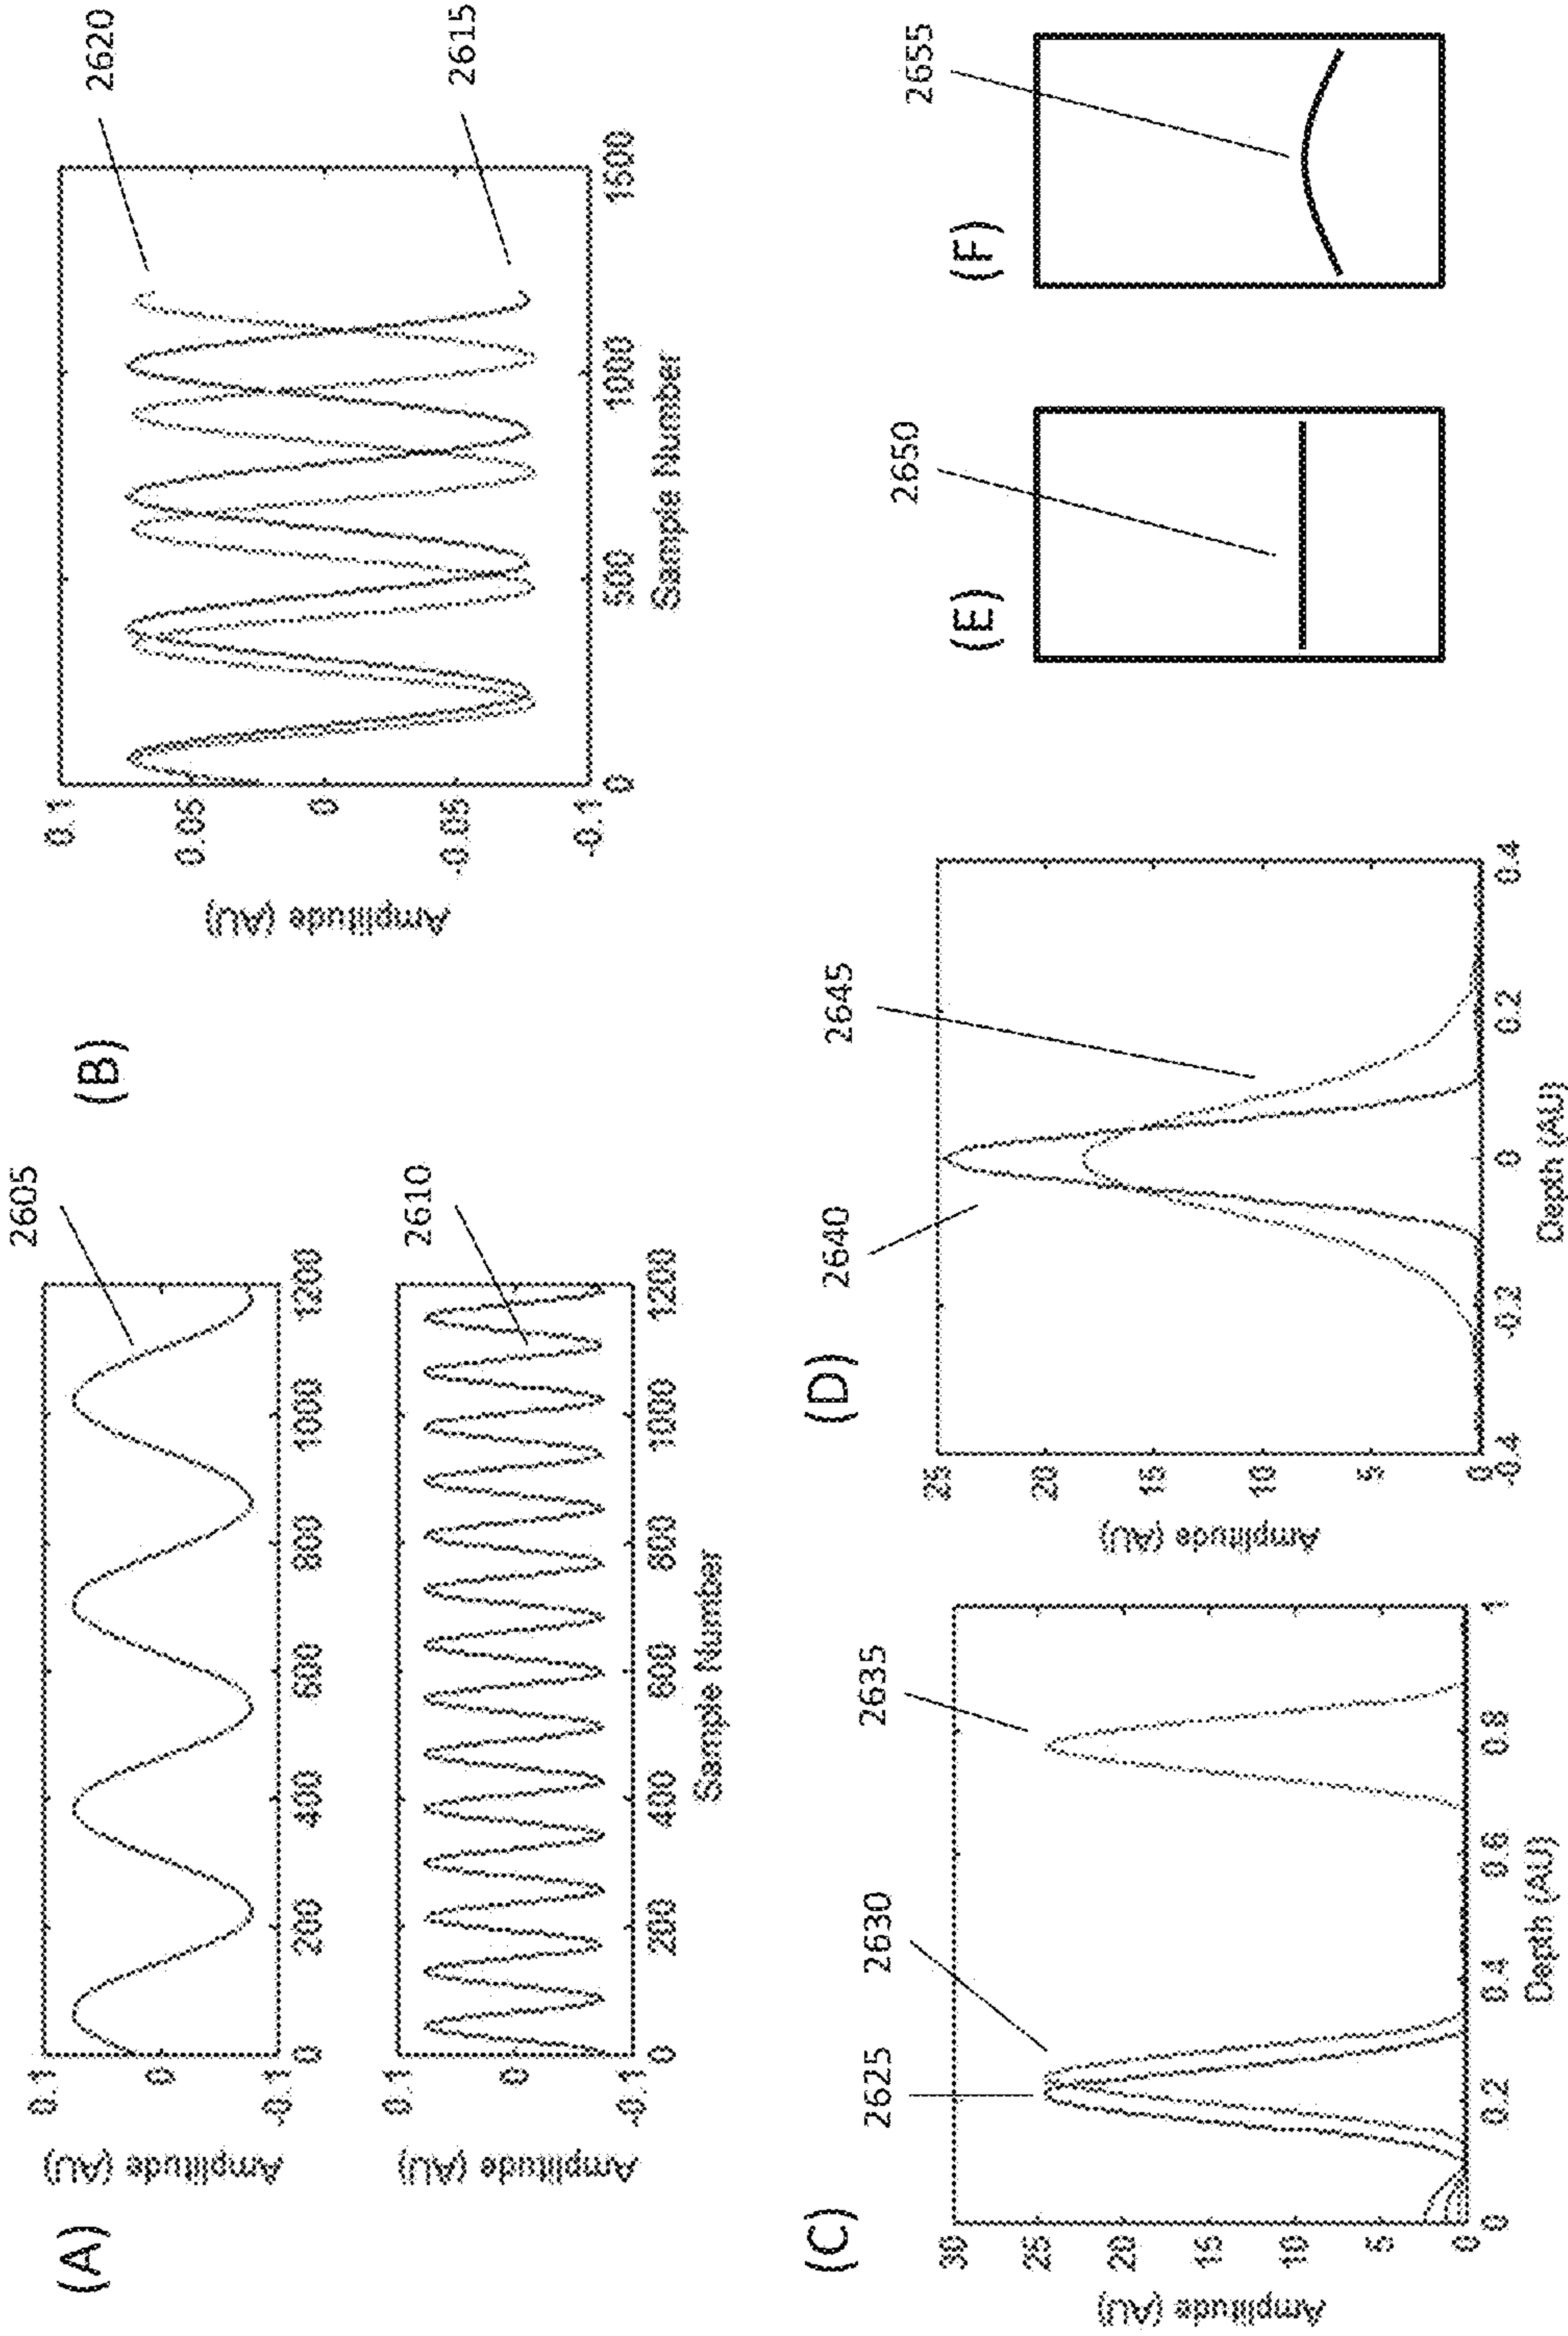 (A)
2605
Amplitude (AU)
0.1
0
-0.1
0 200 400 600 800 1000 1200
2610
Amplitude (AU)
0.1
0
-0.1
0 200 400 600 800 1000 1200
Sample Number
(B)
2620
2615
Amplitude (AU)
0.1
0.05
0
-0.05
-0.1
0 500 1000 1500
Sample Number
(C)
2625 2630 2635
Amplitude (AU)
30
25
20
15
10
5
0
0 0.2 0.4 0.6 0.8 1
Depth (AU)
(D)
2640 2645
Amplitude (AU)
25
20
15
10
5
0
-0.4 -0.2 0 0.2 0.4
Depth (AU)
(E)
2650
(F)
2655